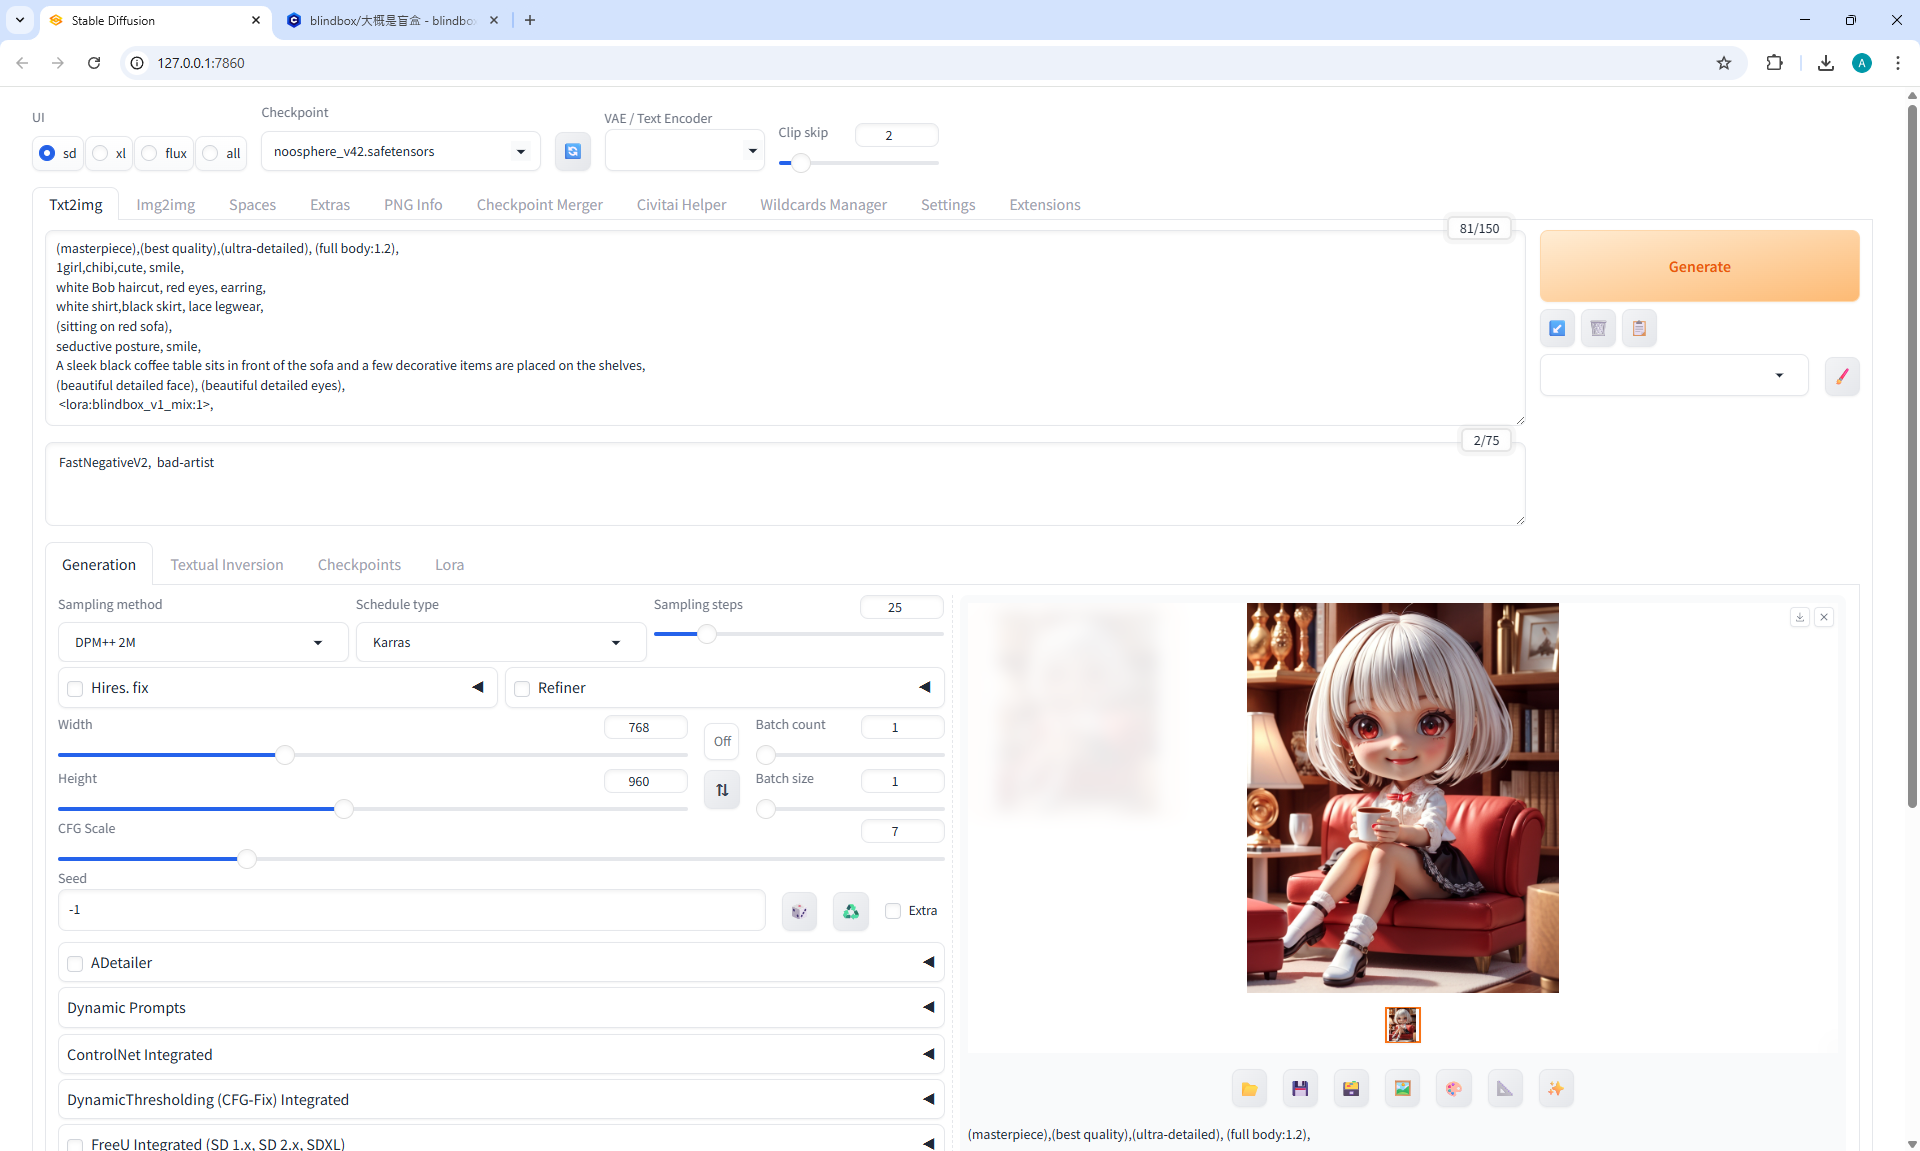 Stable Diffusion
blindbox/大概是盲盒 - blindbo
127.0.0.1:7860
A
UI
Checkpoint
VAE / Text Encoder
Clip skip
2
sd
xl
flux
all
noosphere_v42.safetensors
Txt2img
Img2img
Spaces
Extras
PNG Info
Checkpoint Merger
Civitai Helper
Wildcards Manager
Settings
Extensions
81/150
(masterpiece),(best quality),(ultra-detailed), (full body:1.2),
1girl,chibi,cute, smile,
white Bob haircut, red eyes, earring,
white shirt,black skirt, lace legwear,
(sitting on red sofa),
seductive posture, smile,
A sleek black coffee table sits in front of the sofa and a few decorative items are placed on the shelves,
(beautiful detailed face), (beautiful detailed eyes),
<lora:blindbox_v1_mix:1>,
Generate
2/75
FastNegativeV2, bad-artist
Generation
Textual Inversion
Checkpoints
Lora
Sampling method
Schedule type
Sampling steps
25
DPM++ 2M
Karras
Hires. fix
Refiner
Width
768
Off
Batch count
1
Height
960
Batch size
1
CFG Scale
7
Seed
-1
Extra
ADetailer
Dynamic Prompts
ControlNet Integrated
DynamicThresholding (CFG-Fix) Integrated
FreeU Integrated (SD 1.x, SD 2.x, SDXL)
(masterpiece),(best quality),(ultra-detailed), (full body:1.2),